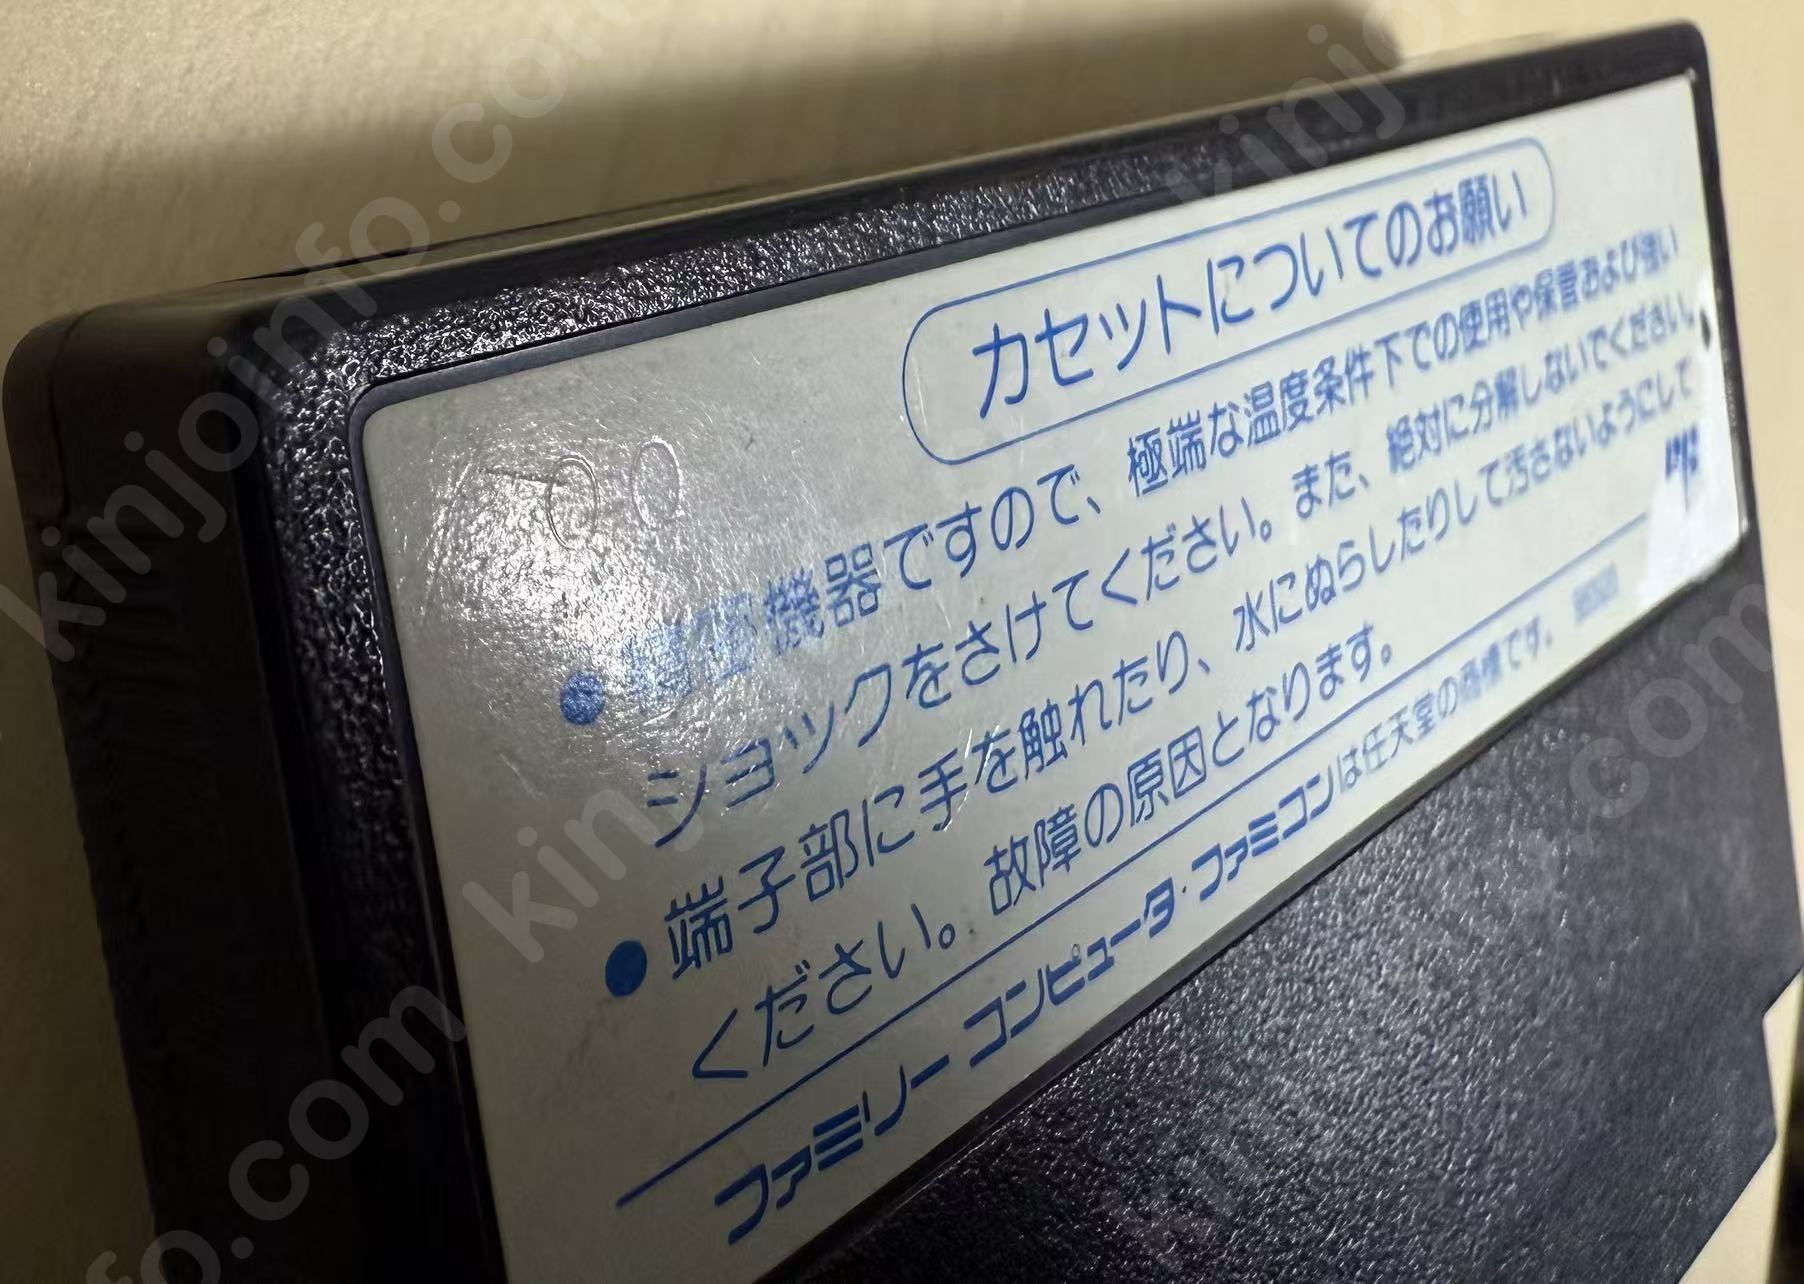 カセットについてのお願い
●精密機器ですので、極端な温度条件下での使用や保管および強い
ショックをさけてください。また、絶対に分解しないでください。
●端子部に手を触れたり、水にぬらしたりして汚さないようにして
ください。故障の原因となります。
ファミリーコンピュータ・ファミコンは任天堂の商標です。
kinjoinfo.com
kinjoinfo.com
kinjoinfo.com